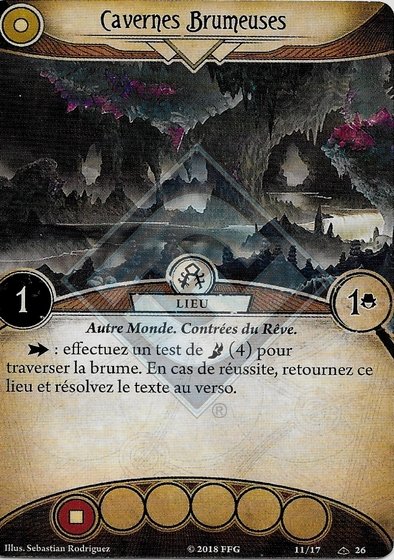 Cavernes Brumeuses
1
1
LIEU
Autre Monde. Contrées du Rêve.
: effectuez un test de (4) pour
traverser la brume. En cas de réussite, retournez ce
lieu et résolvez le texte au verso.
®
Illus. Sebastian Rodriguez © 2018 FFG 11/17 26